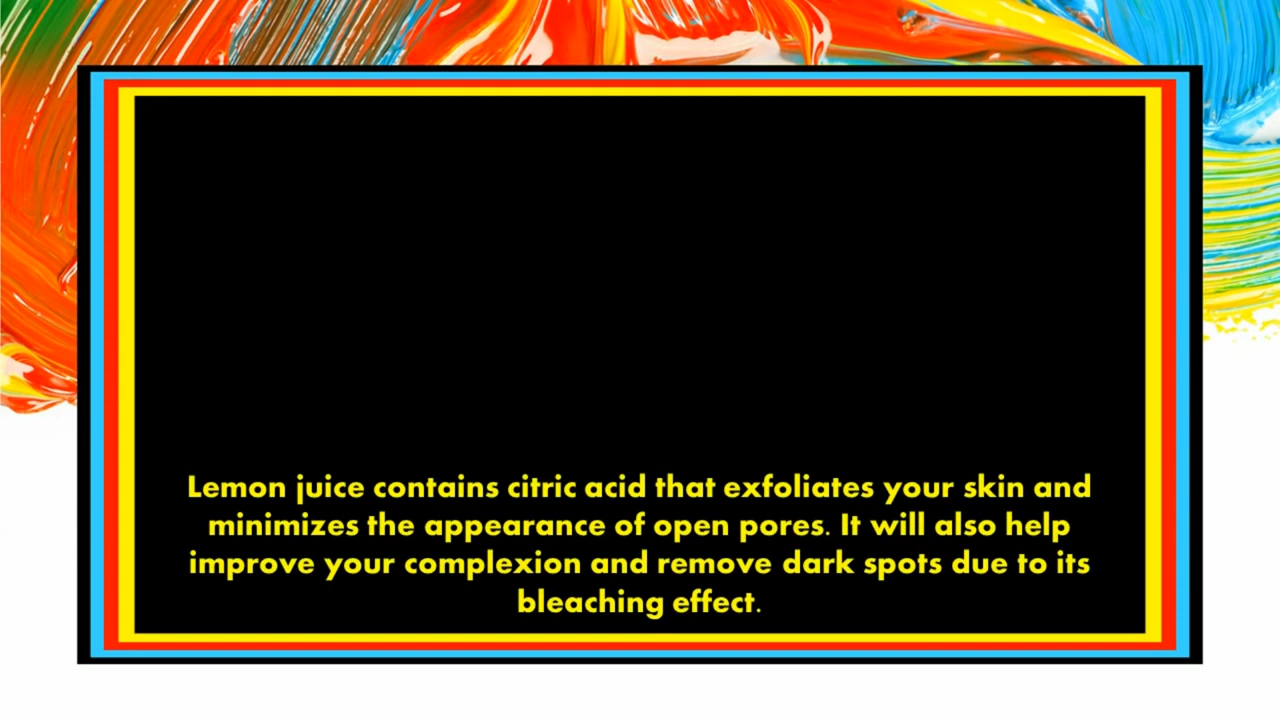 Lemon juice contains citric acid that exfoliates your skin and
minimizes the appearance of open pores. It will also help
improve your complexion and remove dark spots due to its
bleaching effect.